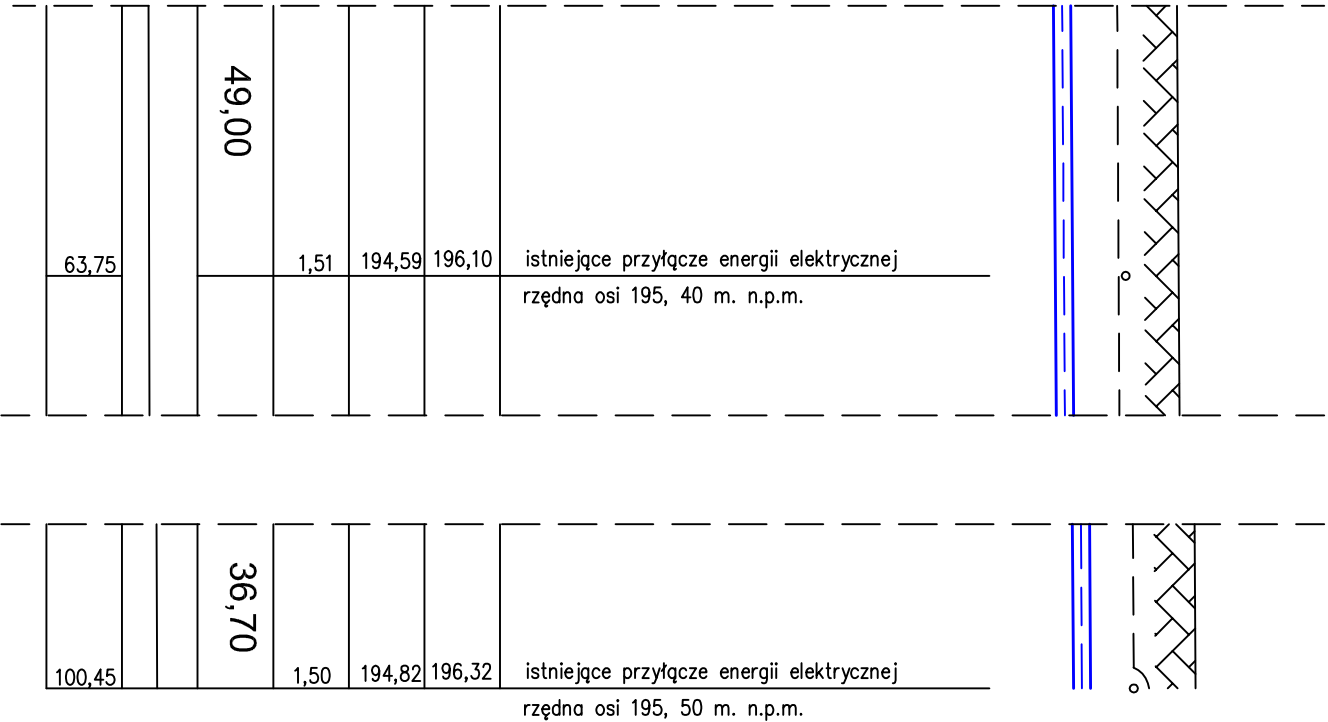 49,00
63,75 1,51 194,59 196,10 istniejące przyłącze energii elektrycznej
rzędna osi 195, 40 m. n.p.m.
36,70
100,45 1,50 194,82 196,32 istniejące przyłącze energii elektrycznej
rzędna osi 195, 50 m. n.p.m.